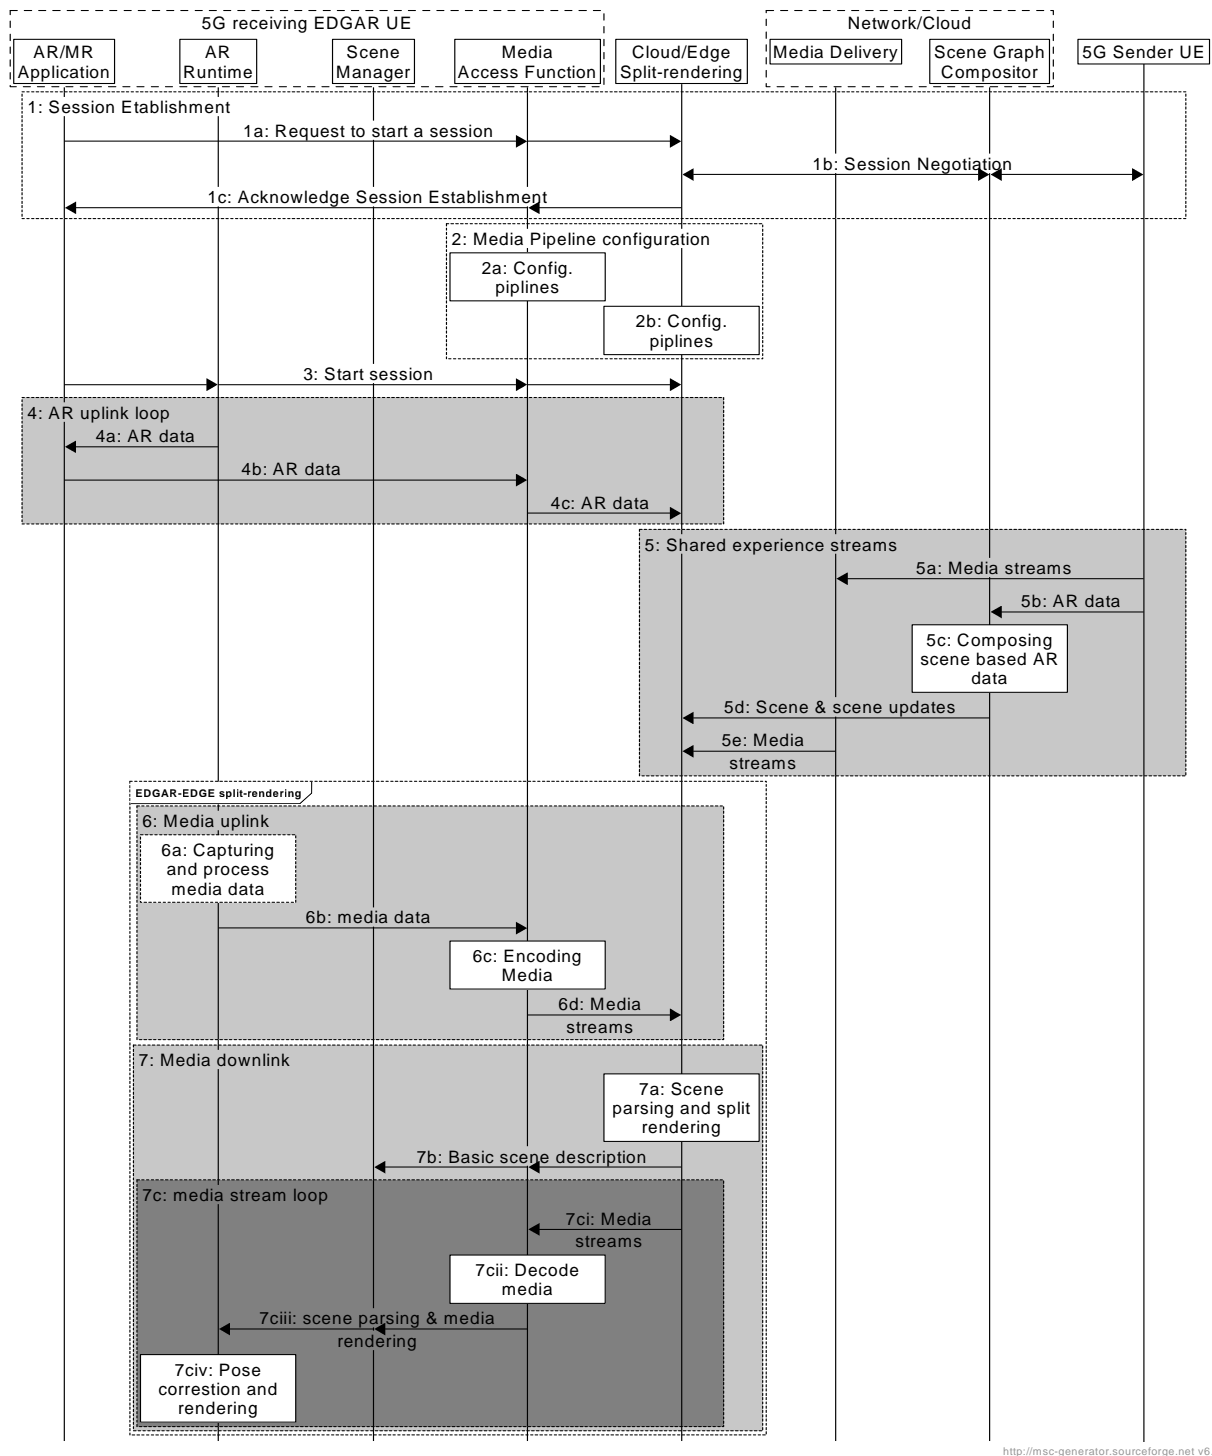 5G receiving EDGAR UE
Network/Cloud
AR/MR
Application
AR
Runtime
Scene
Manager
Media
Access Function
Cloud/Edge
Split-rendering
Media Delivery
Scene Graph
Compositor
5G Sender UE
1: Session Etablishment
1a: Request to start a session
1b: Session Negotiation
1c: Acknowledge Session Establishment
2: Media Pipeline configuration
2a: Config.
piplines
2b: Config.
piplines
3: Start session
4: AR uplink loop
4a: AR data
4b: AR data
4c: AR data
5: Shared experience streams
5a: Media streams
5b: AR data
5c: Composing
scene based AR
data
5d: Scene & scene updates
5e: Media
streams
EDGAR-EDGE split-rendering
6: Media uplink
6a: Capturing
and process
media data
6b: media data
6c: Encoding
Media
6d: Media
streams
7: Media downlink
7a: Scene
parsing and split
rendering
7b: Basic scene description
7c: media stream loop
7ci: Media
streams
7cii: Decode
media
7ciii: scene parsing & media
rendering
7civ: Pose
correstion and
rendering
http://msc-generator.sourceforge.net v6